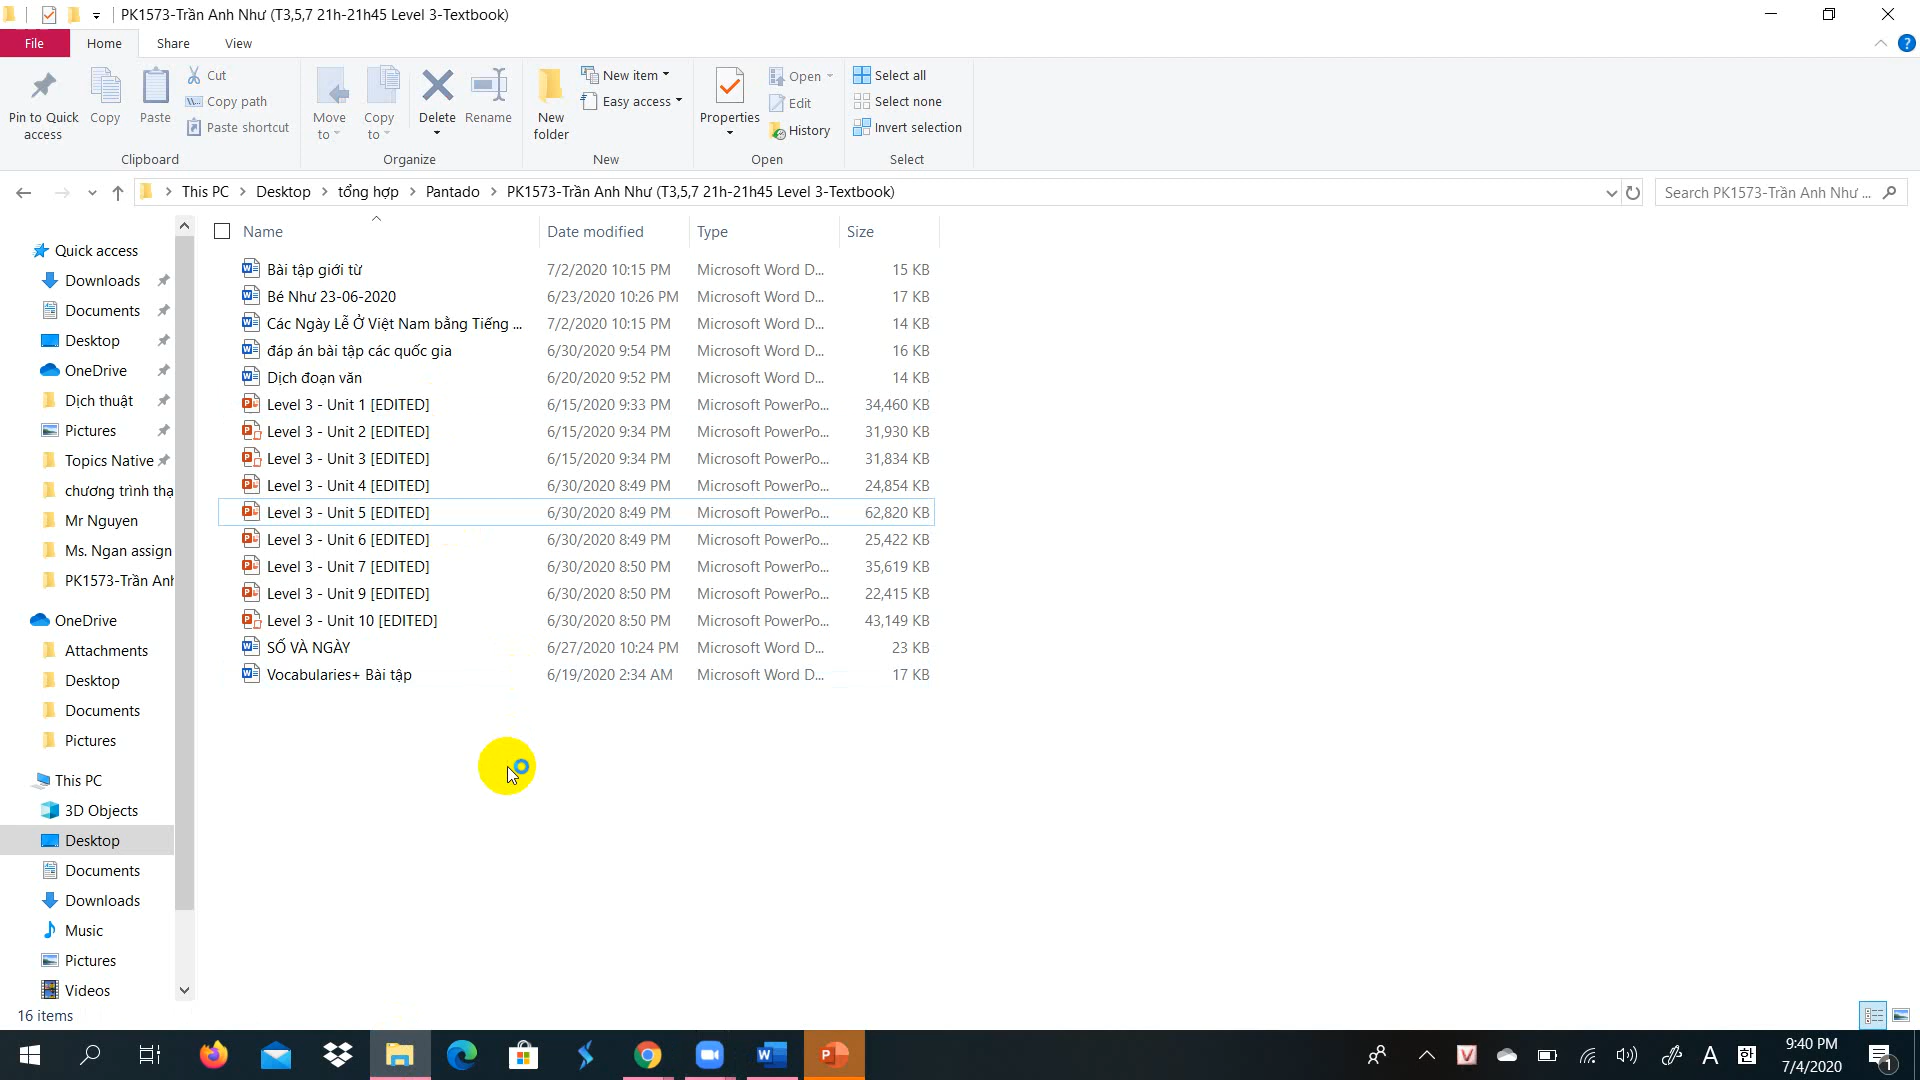 PK1573-Trần Anh Như (T3,5,7 21h-21h45 Level 3-Textbook)
File Home Share View
Pin to Quick access
Copy
Paste
Cut
Copy path
Paste shortcut
Clipboard
Move to
Copy to
Delete
Rename
Organize
New folder
New item
Easy access
New
Properties
Open
Edit
History
Open
Select all
Select none
Invert selection
Select
This PC Desktop tổng hợp Pantado PK1573-Trần Anh Như (T3,5,7 21h-21h45 Level 3-Textbook)
Search PK1573-Trần Anh Như ...
Quick access
Downloads
Documents
Desktop
OneDrive
Dịch thuật
Pictures
Topics Native
chương trình thạ
Mr Nguyen
Ms. Ngan assign
PK1573-Trần Anh
OneDrive
Attachments
Desktop
Documents
Pictures
This PC
3D Objects
Desktop
Documents
Downloads
Music
Pictures
Videos
Name Date modified Type Size
Bài tập giới từ 7/2/2020 10:15 PM Microsoft Word D... 15 KB
Bé Như 23-06-2020 6/23/2020 10:26 PM Microsoft Word D... 17 KB
Các Ngày Lễ Ở Việt Nam bằng Tiếng ... 7/2/2020 10:15 PM Microsoft Word D... 14 KB
đáp án bài tập các quốc gia 6/30/2020 9:54 PM Microsoft Word D... 16 KB
Dịch đoạn văn 6/20/2020 9:52 PM Microsoft Word D... 14 KB
Level 3 - Unit 1 [EDITED] 6/15/2020 9:33 PM Microsoft PowerPo... 34,460 KB
Level 3 - Unit 2 [EDITED] 6/15/2020 9:34 PM Microsoft PowerPo... 31,930 KB
Level 3 - Unit 3 [EDITED] 6/15/2020 9:34 PM Microsoft PowerPo... 31,834 KB
Level 3 - Unit 4 [EDITED] 6/30/2020 8:49 PM Microsoft PowerPo... 24,854 KB
Level 3 - Unit 5 [EDITED] 6/30/2020 8:49 PM Microsoft PowerPo... 62,820 KB
Level 3 - Unit 6 [EDITED] 6/30/2020 8:49 PM Microsoft PowerPo... 25,422 KB
Level 3 - Unit 7 [EDITED] 6/30/2020 8:50 PM Microsoft PowerPo... 35,619 KB
Level 3 - Unit 9 [EDITED] 6/30/2020 8:50 PM Microsoft PowerPo... 22,415 KB
Level 3 - Unit 10 [EDITED] 6/30/2020 8:50 PM Microsoft PowerPo... 43,149 KB
SỐ VÀ NGÀY 6/27/2020 10:24 PM Microsoft Word D... 23 KB
Vocabularies+ Bài tập 6/19/2020 2:34 AM Microsoft Word D... 17 KB
16 items
A 한 9:40 PM
7/4/2020
1